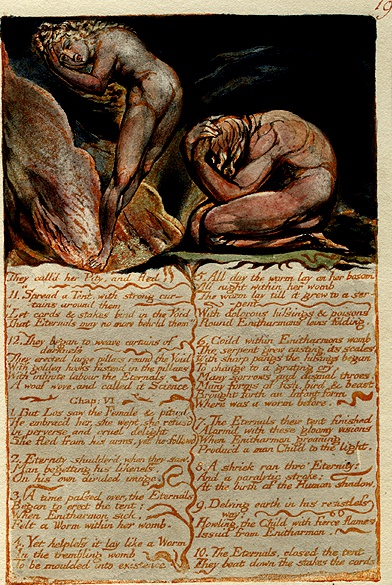 19
They call'd her Pity, and fled
11. "Spread a Tent, with strong cur-
tains around them
Let cords & stakes bind in the Void
That Eternals may no more behold them"
12. They began to weave curtains of
darkness
They erected large pillars round the Void
With golden hooks fastend in the pillars
With infinite labour the Eternals
A woof wove, and called it Science
Chap: VI.
1. But Los saw the Female & pitied
He embrac'd her, she wept, she refus'd
In perverse and cruel delight
She fled from his arms, yet he followd
2. Eternity shudder'd when they saw,
Man begetting his likeness,
On his own divided image.
3. A time passed over, the Eternals
Began to erect the tent;
When Enitharmon sick,
Felt a Worm within her womb.
4. Yet helpless it lay like a Worm
In the trembling womb
To be moulded into existence
5. All day the worm lay on her bosom
All night within her womb
The worm lay till it grew to a ser-
pent
With dolorous hissings & poisons
Round Enitharmons loins folding,
6. Coild within Enitharmons womb
The serpent grew casting its scales,
With sharp pangs the hissings began
To change to a grating cry,
Many sorrows and dismal throes
Many forms of fish, bird & beast,
Brought forth an Infant form
Where was a worm before.
7. The Eternals their tent finished
Alarm'd with these gloomy visions
When Enitharmon groaning
Produc'd a man Child to the light.
8. A shriek ran thro' Eternity:
And a paralytic stroke;
At the birth of the Human shadow.
9. Delving earth in his resistless
way;
Howling, the Child with fierce flames
Issu'd from Enitharmon.
10. The Eternals, closed the tent
They beat down the stakes the cords